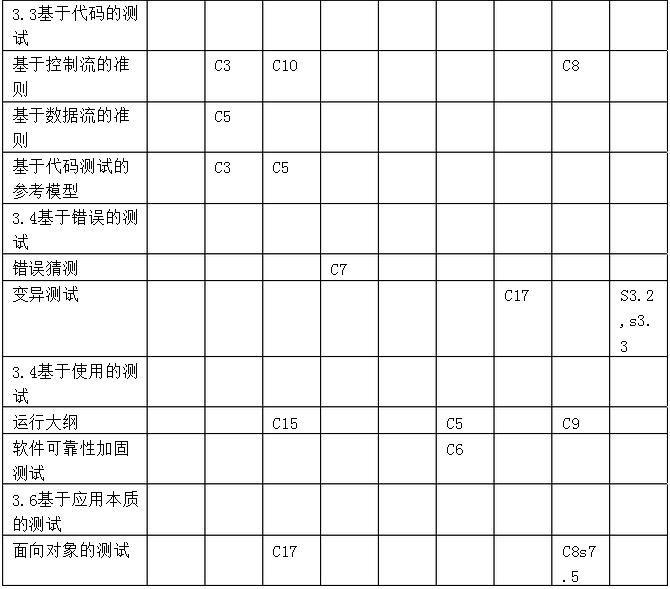 3.3基于代码的测
试
基于控制流的准
则
C3
C10
C8
基于数据流的准
则
C5
基于代码测试的
参考模型
C3
C5
3.4基于错误的测
试
错误猜测
C7
变异测试
C17
S3.2
,s3.
3
3.4基于使用的测
试
运行大纲
C15
C5
C9
软件可靠性加固
测试
C6
3.6基于应用本质
的测试
面向对象的测试
C17
C8s7
.5